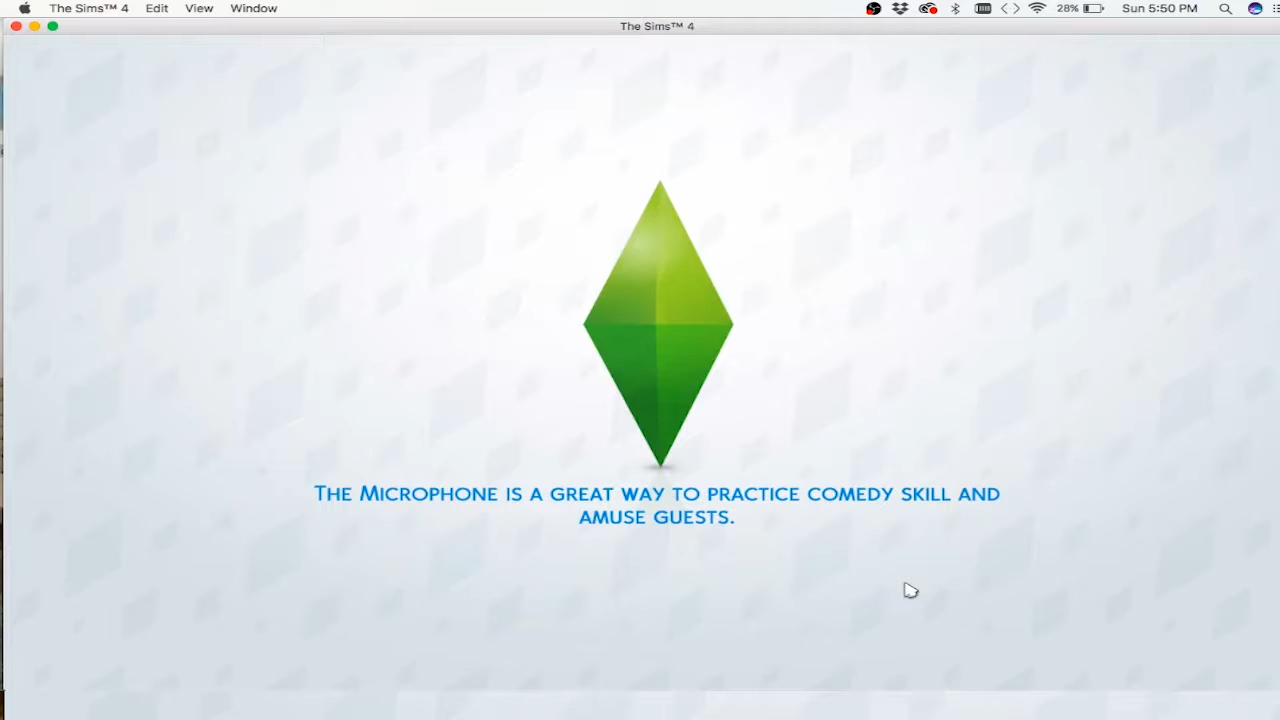 The Sims™ 4 Edit View Window 28% Sun 5:50 PM
The Sims™ 4
THE MICROPHONE IS A GREAT WAY TO PRACTICE COMEDY SKILL AND
AMUSE GUESTS.